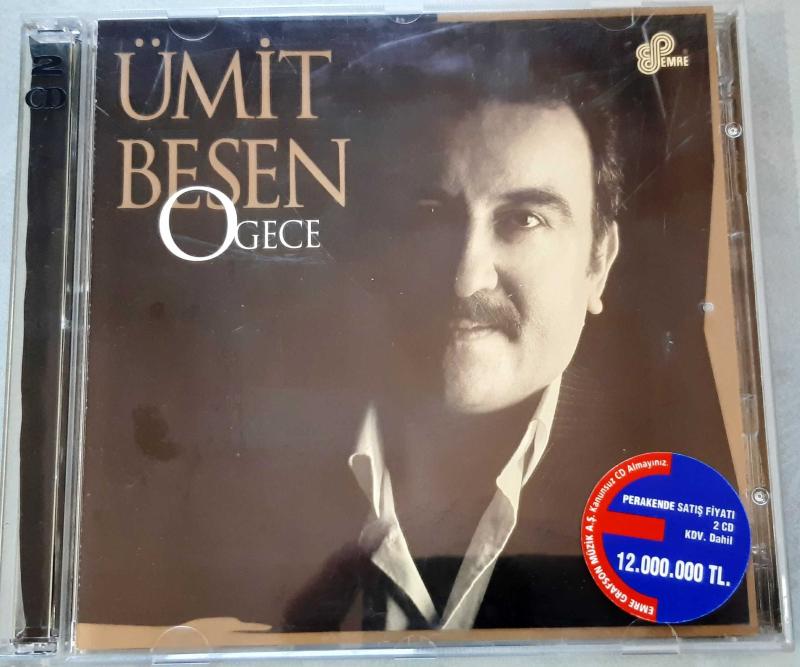 2
CD
ÜMİT
BEŞEN
O GECE
EMRE
EMRE GRAFSON MÜZİK A.Ş. Kanunsuz CD Almayınız.
PERAKENDE SATIŞ FİYATI
2 CD
KDV. Dahil
12.000.000 TL.